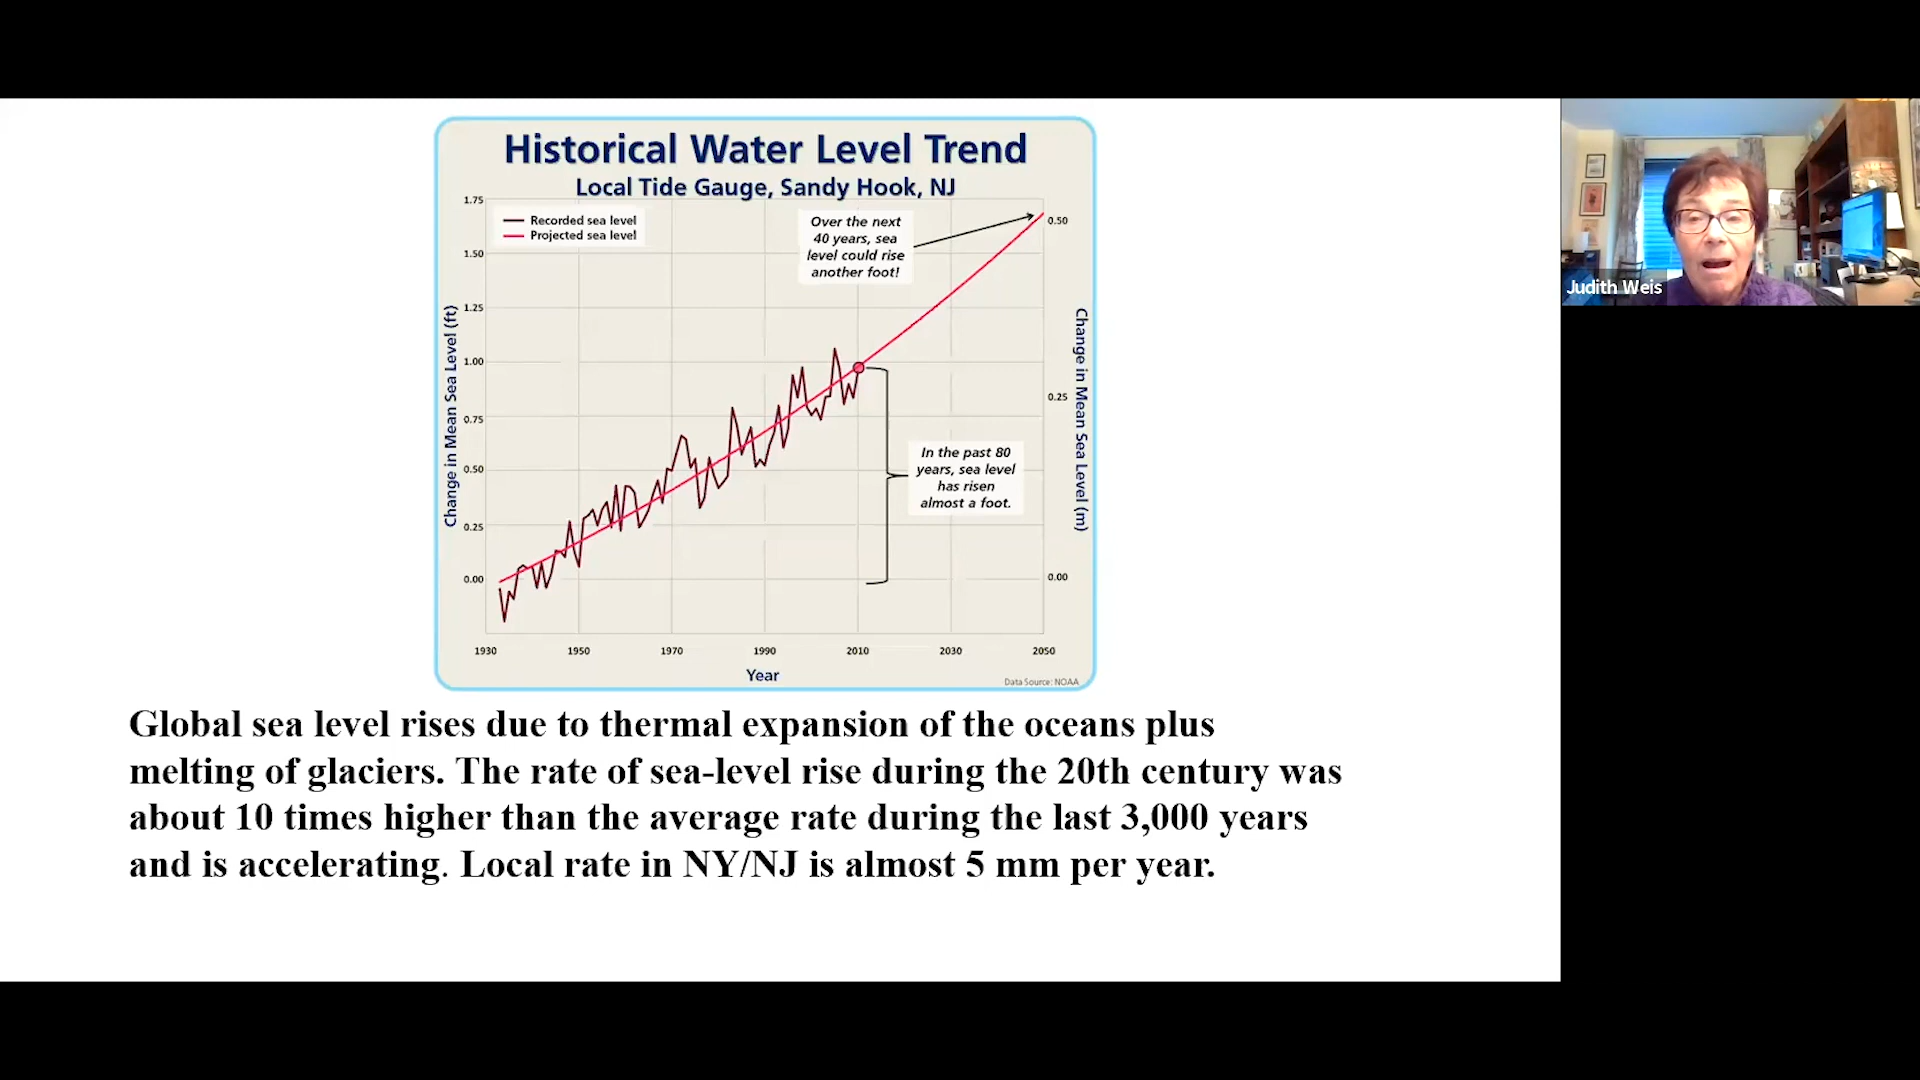 Historical Water Level Trend
Local Tide Gauge, Sandy Hook, NJ
1.75
1.50
1.25
1.00
0.75
0.50
0.25
0.00
Change in Mean Sea Level (ft)
Recorded sea level
Projected sea level
Over the next
40 years, sea
level could rise
another foot!
In the past 80
years, sea level
has risen
almost a foot.
0.50
0.25
0.00
Change in Mean Sea Level (m)
1930 1950 1970 1990 2010 2030 2050
Year
Data Source: NOAA
Global sea level rises due to thermal expansion of the oceans plus
melting of glaciers. The rate of sea-level rise during the 20th century was
about 10 times higher than the average rate during the last 3,000 years
and is accelerating. Local rate in NY/NJ is almost 5 mm per year.
Judith Weis